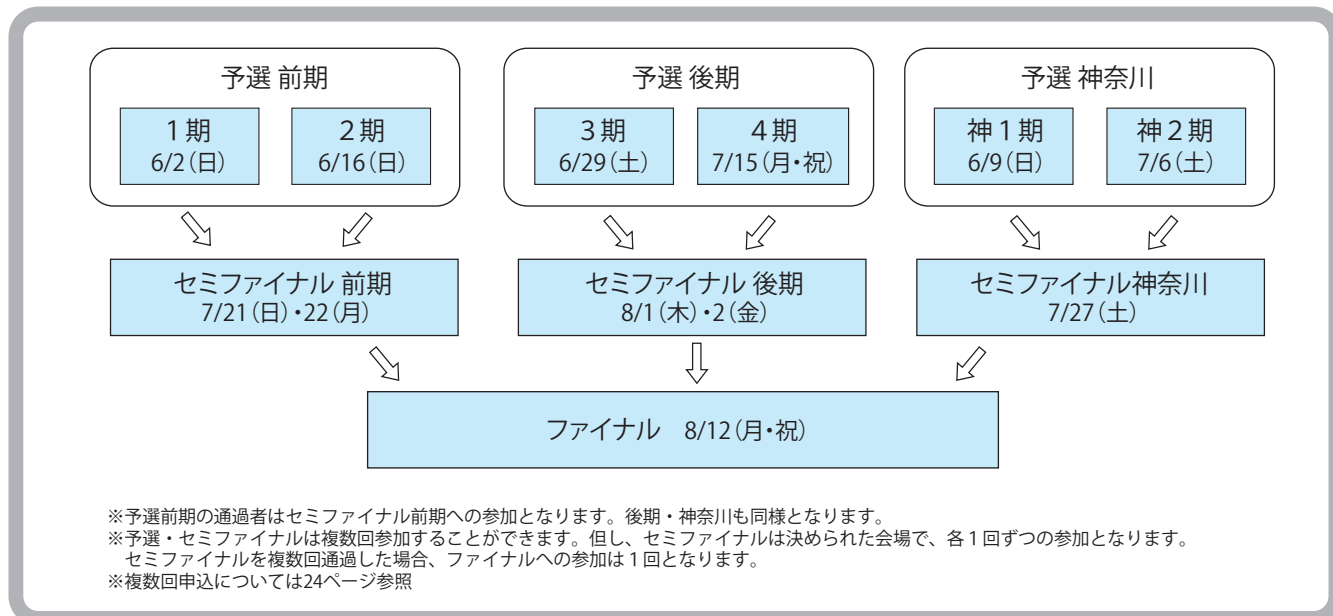 予選 前期
1期
6/2(日)
2期
6/16(日)
予選 後期
3期
6/29(土)
4期
7/15(月・祝)
予選 神奈川
神1期
6/9(日)
神2期
7/6(土)
セミファイナル 前期
7/21(日)・22(月)
セミファイナル 後期
8/1(木)・2(金)
セミファイナル神奈川
7/27(土)
ファイナル 8/12(月・祝)
※予選前期の通過者はセミファイナル前期への参加となります。後期・神奈川も同様となります。
※予選・セミファイナルは複数回参加することができます。但し、セミファイナルは決められた会場で、各1回ずつの参加となります。
セミファイナルを複数回通過した場合、ファイナルへの参加は1回となります。
※複数回申込については24ページ参照